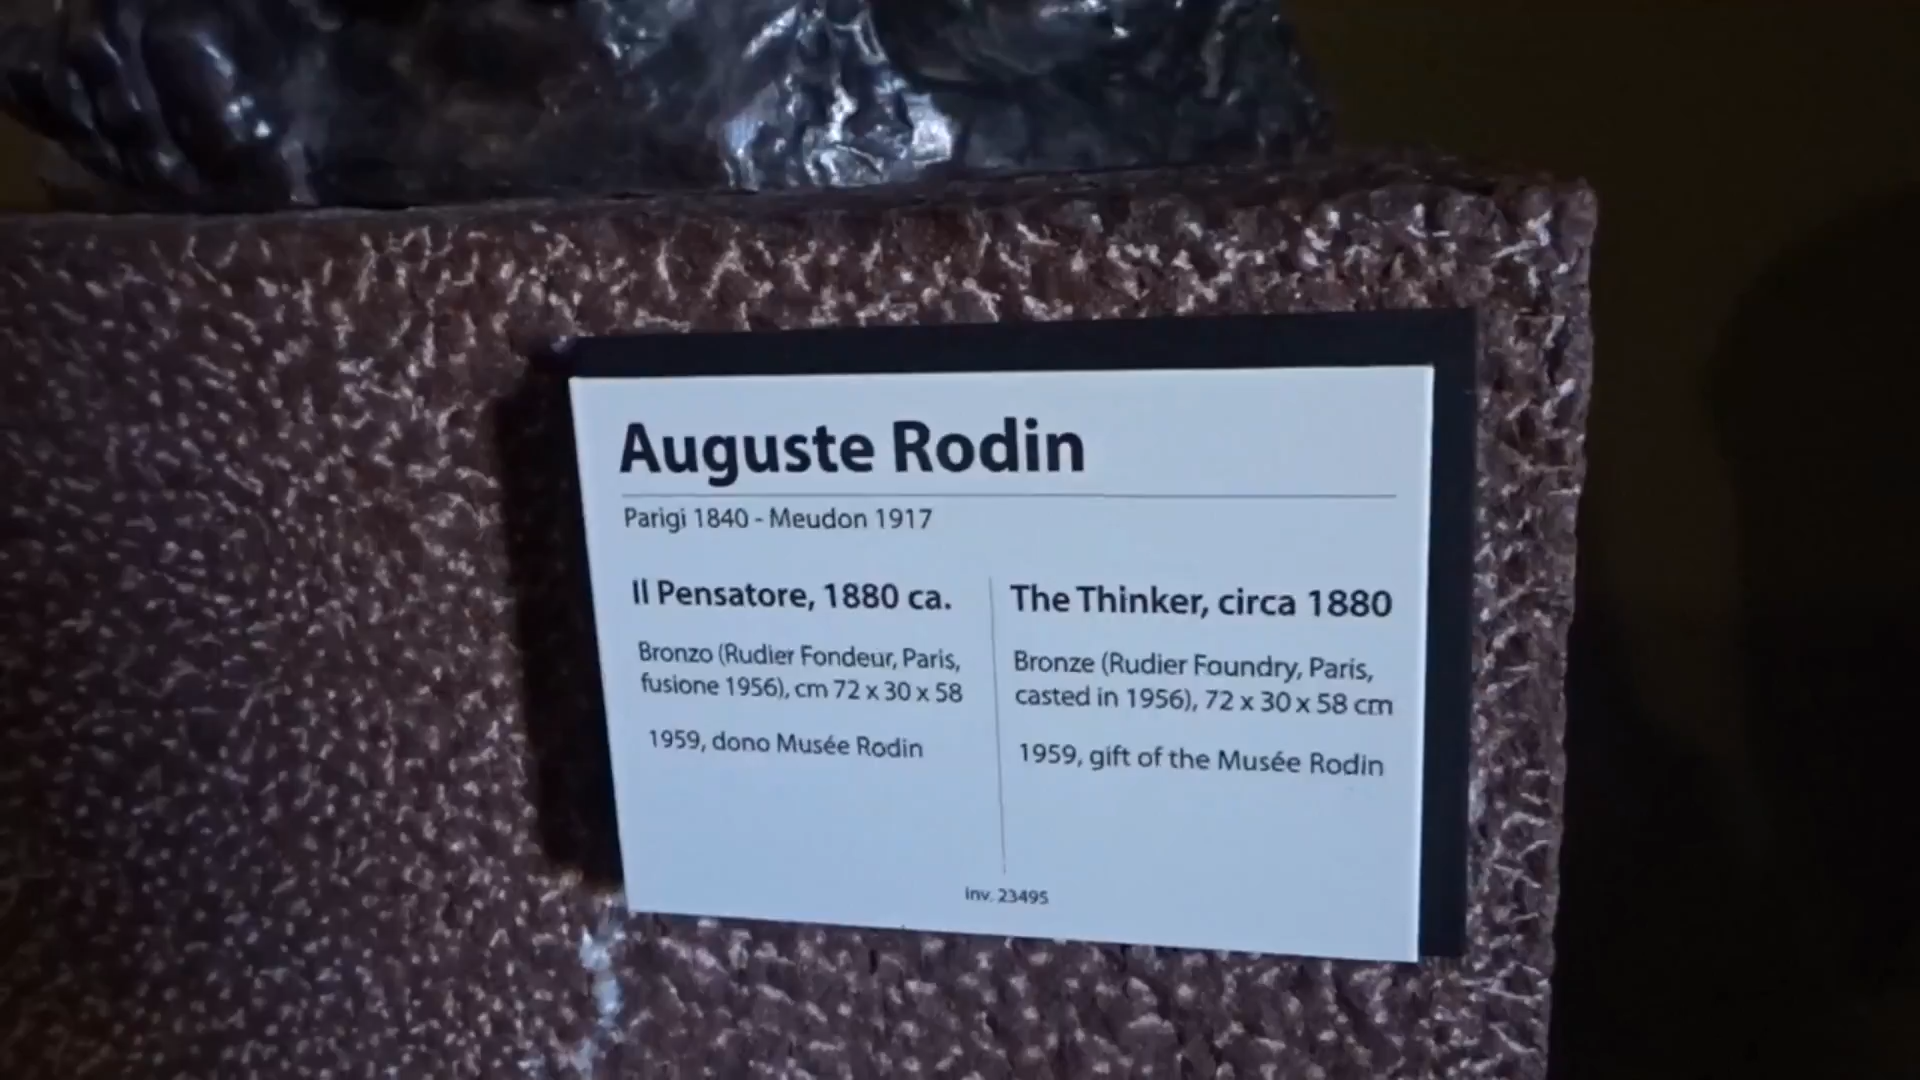 Auguste Rodin
Parigi 1840 - Meudon 1917
Il Pensatore, 1880 ca.
Bronzo (Rudier Fondeur, Paris,
fusione 1956), cm 72 x 30 x 58
1959, dono Musée Rodin
The Thinker, circa 1880
Bronze (Rudier Foundry, Paris,
casted in 1956), 72 x 30 x 58 cm
1959, gift of the Musée Rodin
inv. 23495